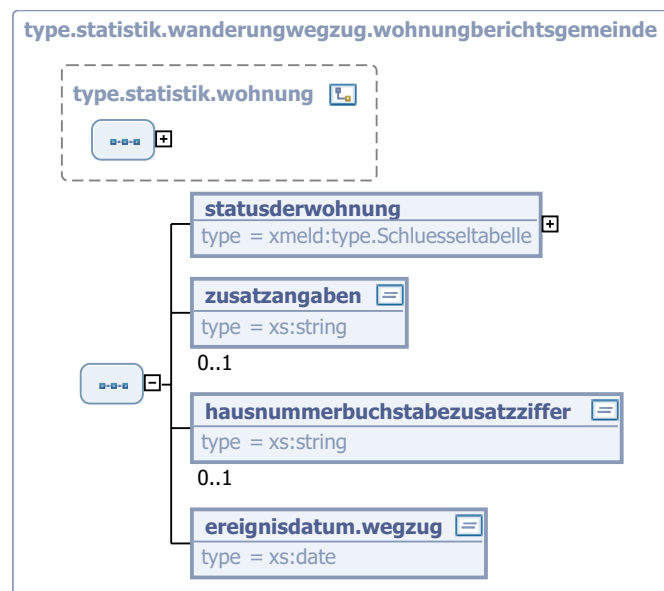 type.statistik.wanderungwegzug.wohnungberichtsgemeinde
type.statistik.wohnung
statusderwohnung
type = xmeld:type.Schluesseltabelle
zusatzangaben
type = xs:string
0..1
hausnummerbuchstabezusatzziffer
type = xs:string
0..1
ereignisdatum.wegzug
type = xs:date